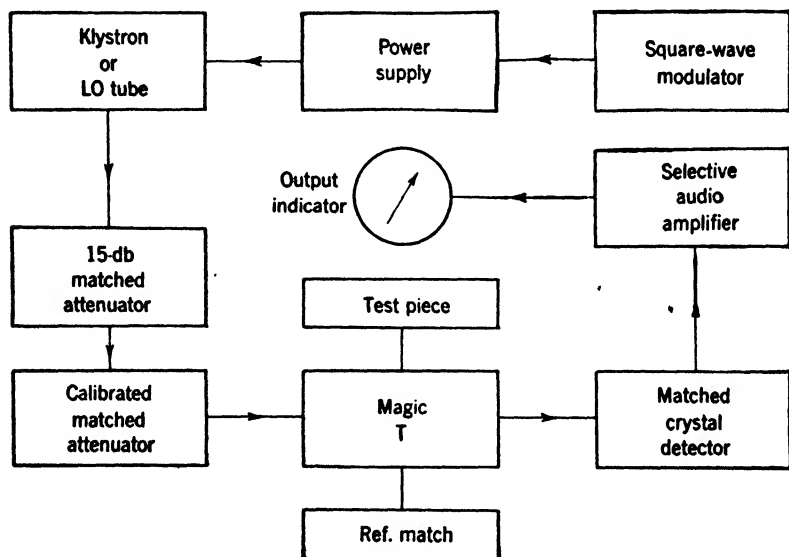 Klystron
or
LO tube
Power
supply
Square-wave
modulator
Output
indicator
Selective
audio
amplifier
15-db
matched
attenuator
Test piece
Calibrated
matched
attenuator
Magic
T
Matched
crystal
detector
Ref. match